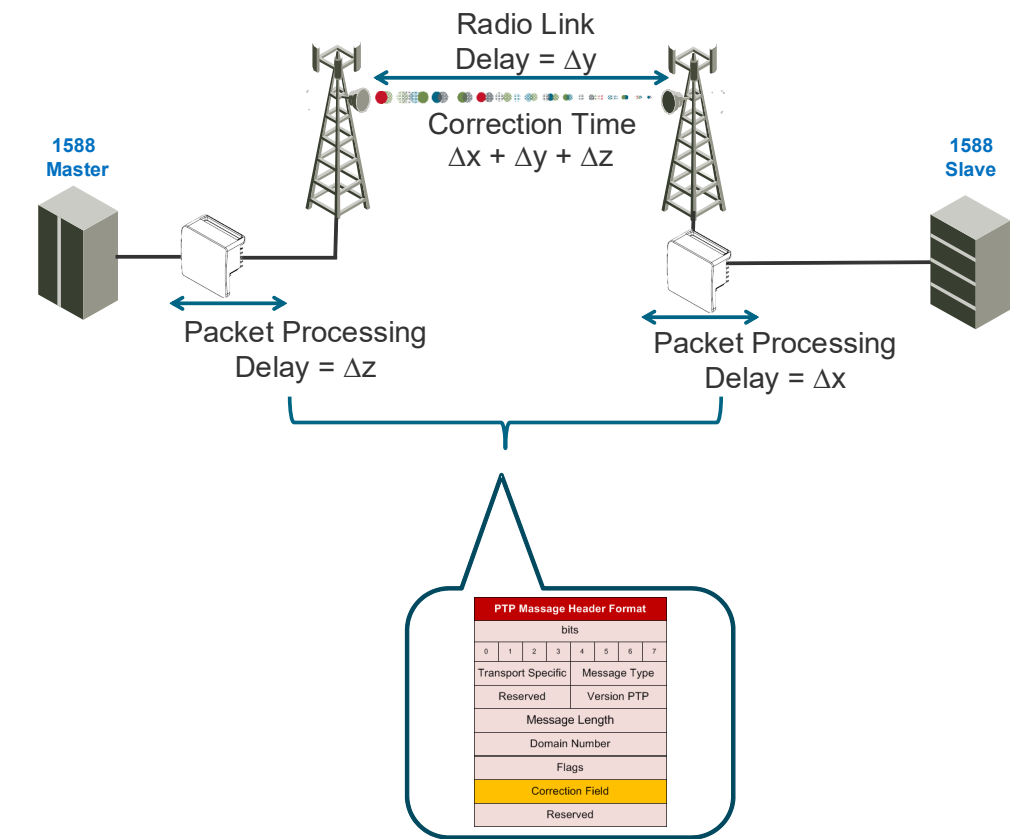 Radio Link
Delay = Δy
Correction Time
Δx + Δy + Δz
1588
Master
1588
Slave
Packet Processing
Delay = Δz
Packet Processing
Delay = Δx
PTP Massage Header Format
bits
0 1 2 3 4 5 6 7
Transport Specific Message Type
Reserved Version PTP
Message Length
Domain Number
Flags
Correction Field
Reserved